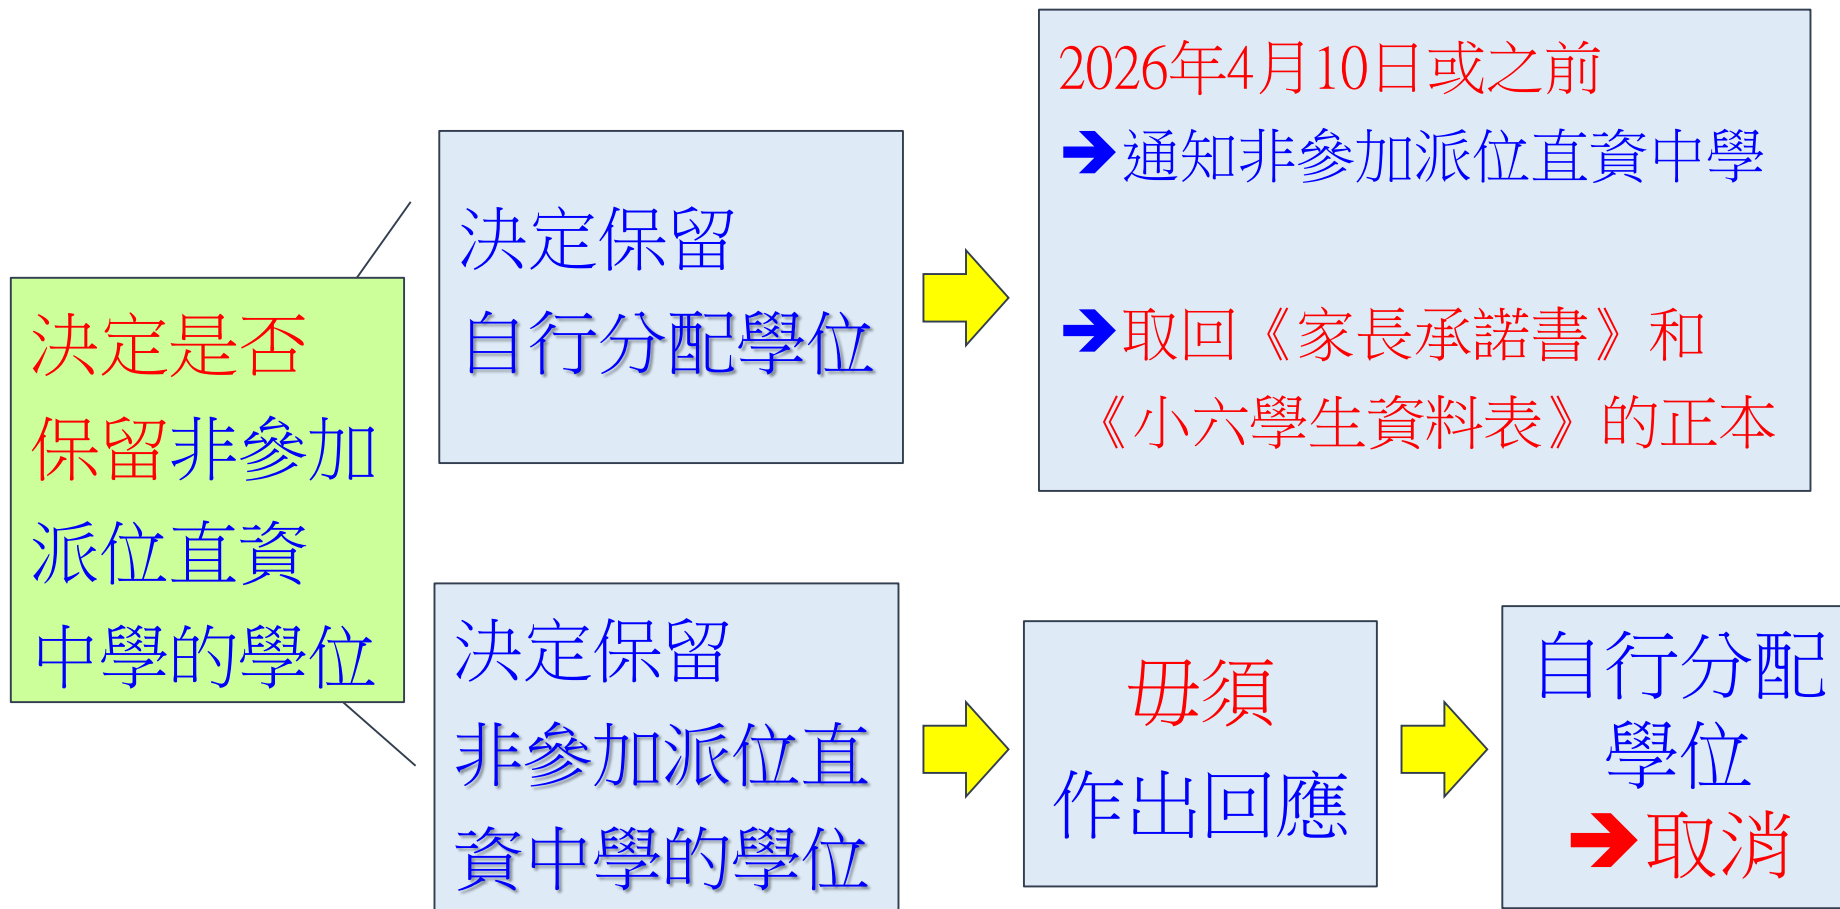 決定是否
保留非參加
派位直資
中學的學位
決定保留
自行分配學位
2026年4月10日或之前
➔通知非參加派位直資中學
➔取回《家長承諾書》和
《小六學生資料表》的正本
決定保留
非參加派位直
資中學的學位
毋須
作出回應
自行分配
學位
➔取消